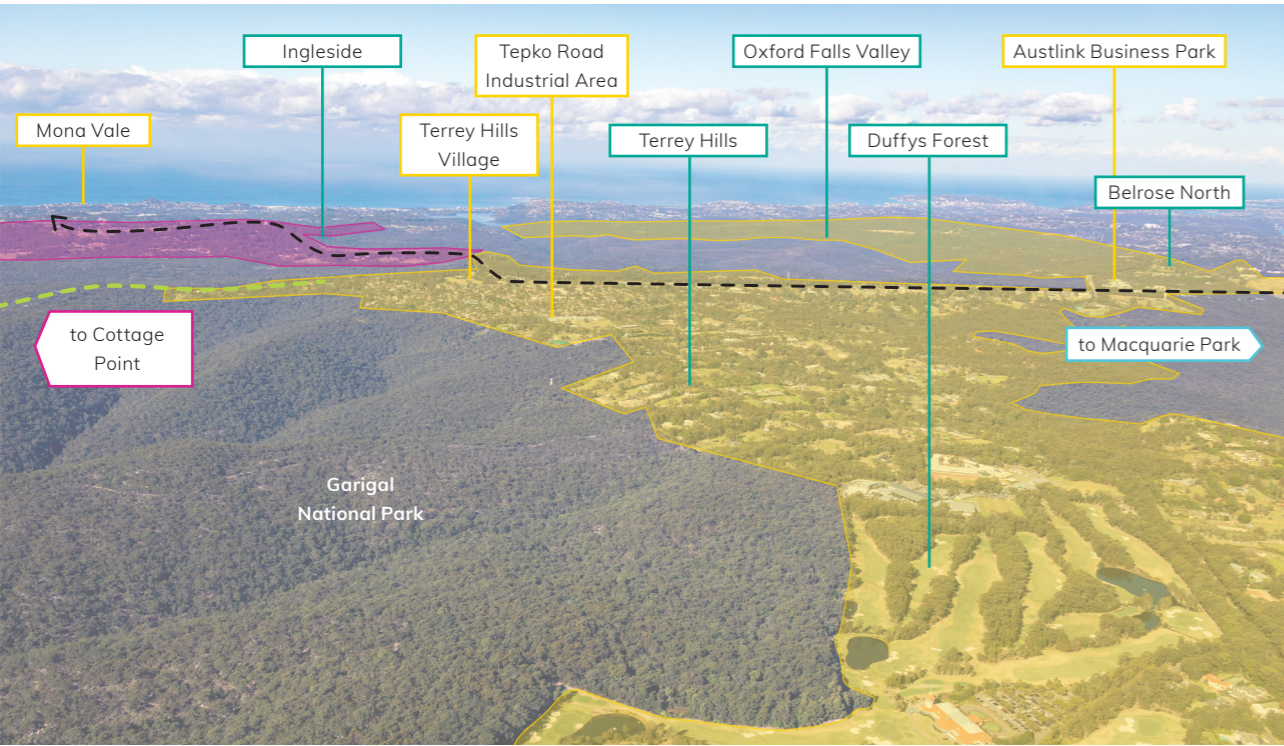 Ingleside
Tepko Road
Industrial Area
Oxford Falls Valley
Austlink Business Park
Mona Vale
Terrey Hills
Village
Terrey Hills
Duffys Forest
Belrose North
to Cottage
Point
to Macquarie Park
Garigal
National Park